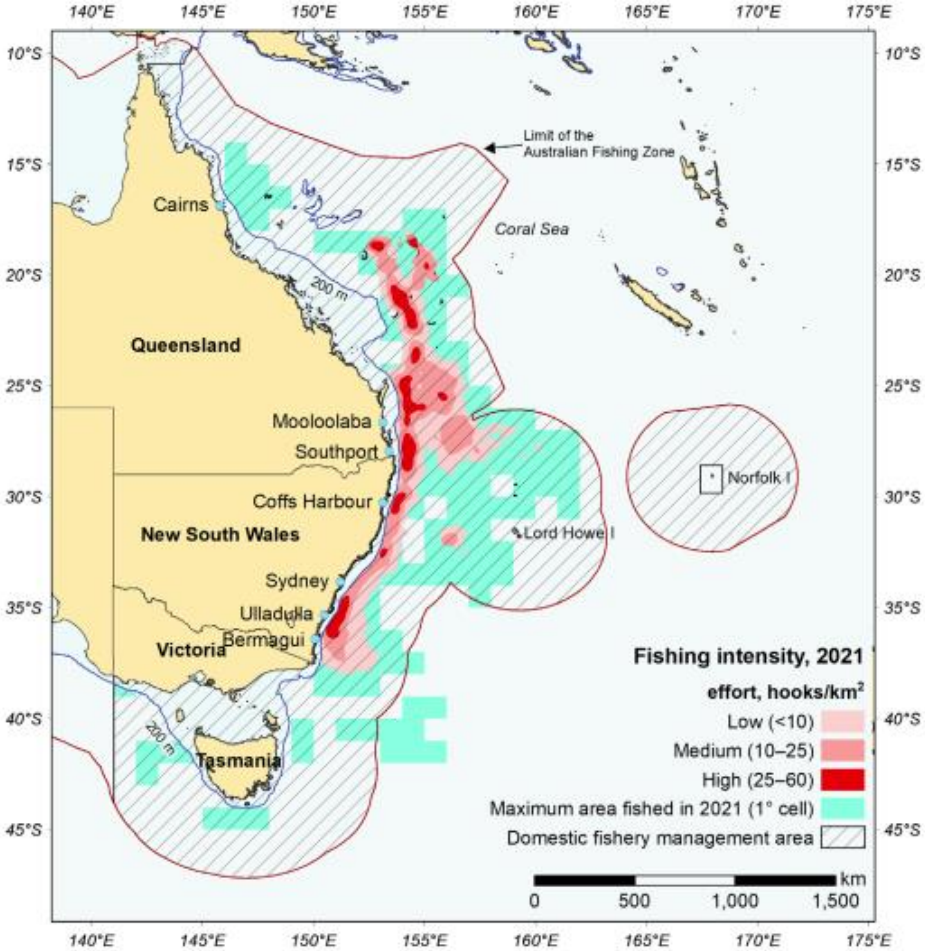 140°E 145°E 150°E 155°E 160°E 165°E 170°E 175°E
10°S 10°S
Limit of the
Australian Fishing Zone
15°S 15°S
Cairns
Coral Sea
20°S 20°S
200 m
Queensland
25°S 25°S
Mooloolaba
Southport
Norfolk I
30°S 30°S
Coffs Harbour
New South Wales
Lord Howe I
Sydney
35°S 35°S
Ulladulla
Bermagui
Victoria
Fishing intensity, 2021
effort, hooks/km²
Low (<10)
40°S 40°S
200 m
Medium (10–25)
Tasmania
High (25–60)
Maximum area fished in 2021 (1° cell)
45°S 45°S
Domestic fishery management area
km
0 500 1,000 1,500
140°E 145°E 150°E 155°E 160°E 165°E 170°E 175°E